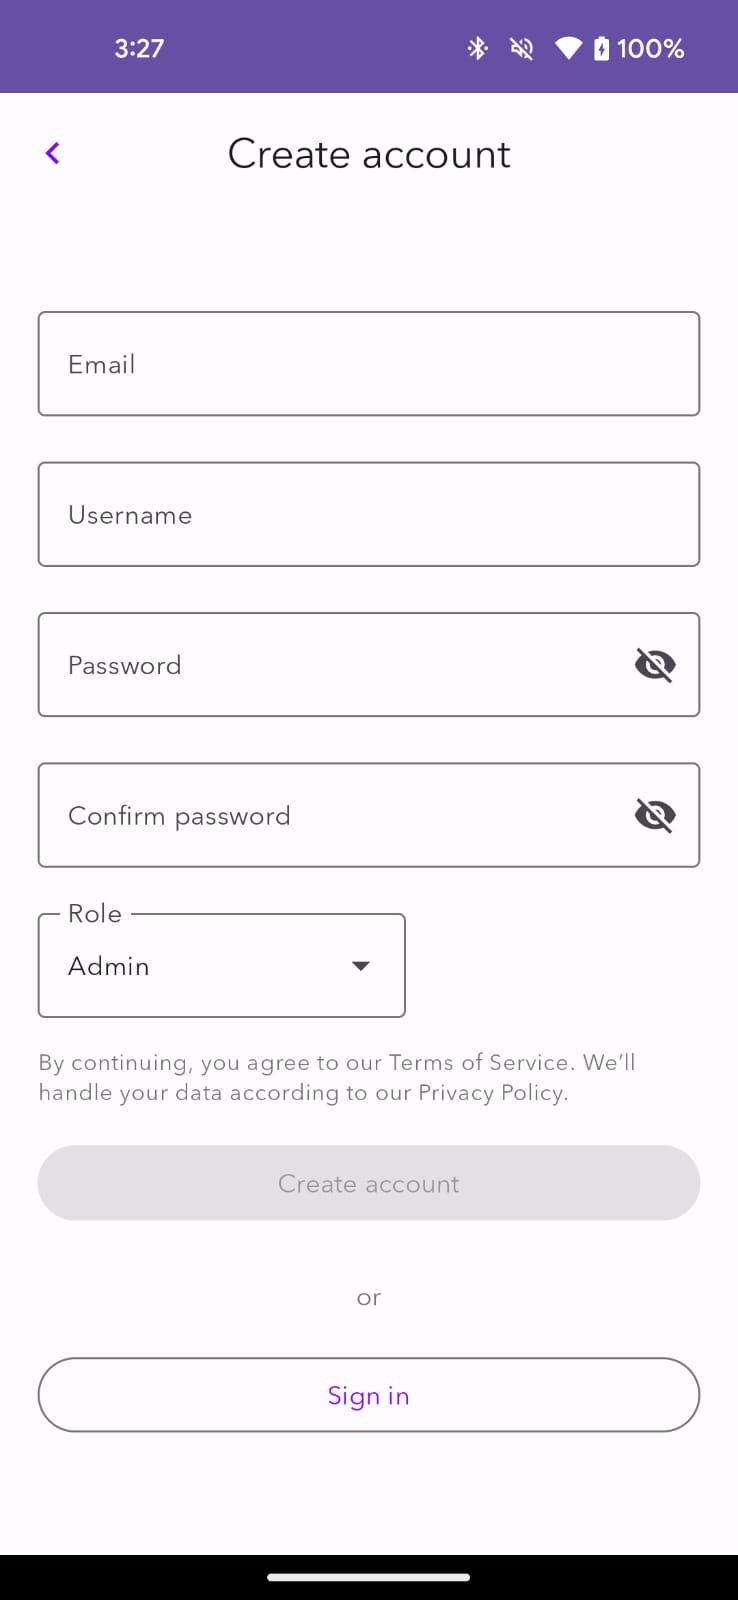 3:27
100%
Create account
Email
Username
Password
Confirm password
Role
Admin
By continuing, you agree to our Terms of Service. We’ll
handle your data according to our Privacy Policy.
Create account
or
Sign in